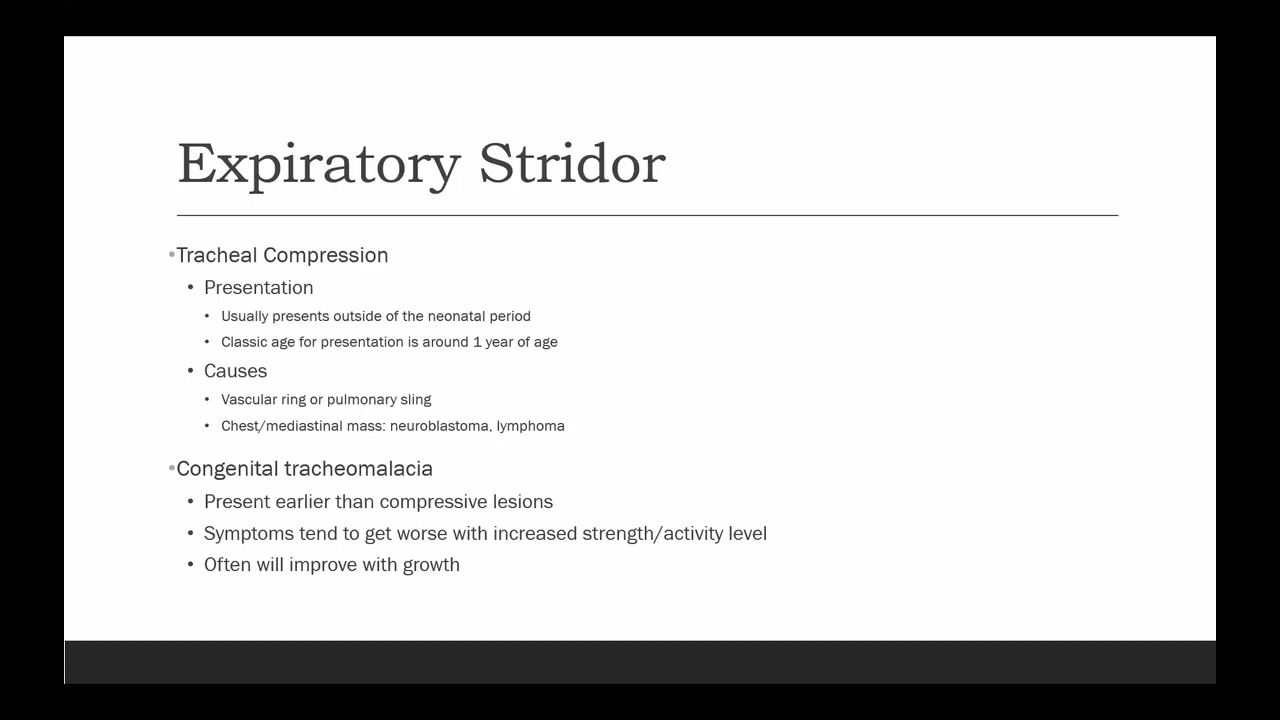 Expiratory Stridor
•Tracheal Compression
• Presentation
• Usually presents outside of the neonatal period
• Classic age for presentation is around 1 year of age
• Causes
• Vascular ring or pulmonary sling
• Chest/mediastinal mass: neuroblastoma, lymphoma
•Congenital tracheomalacia
• Present earlier than compressive lesions
• Symptoms tend to get worse with increased strength/activity level
• Often will improve with growth